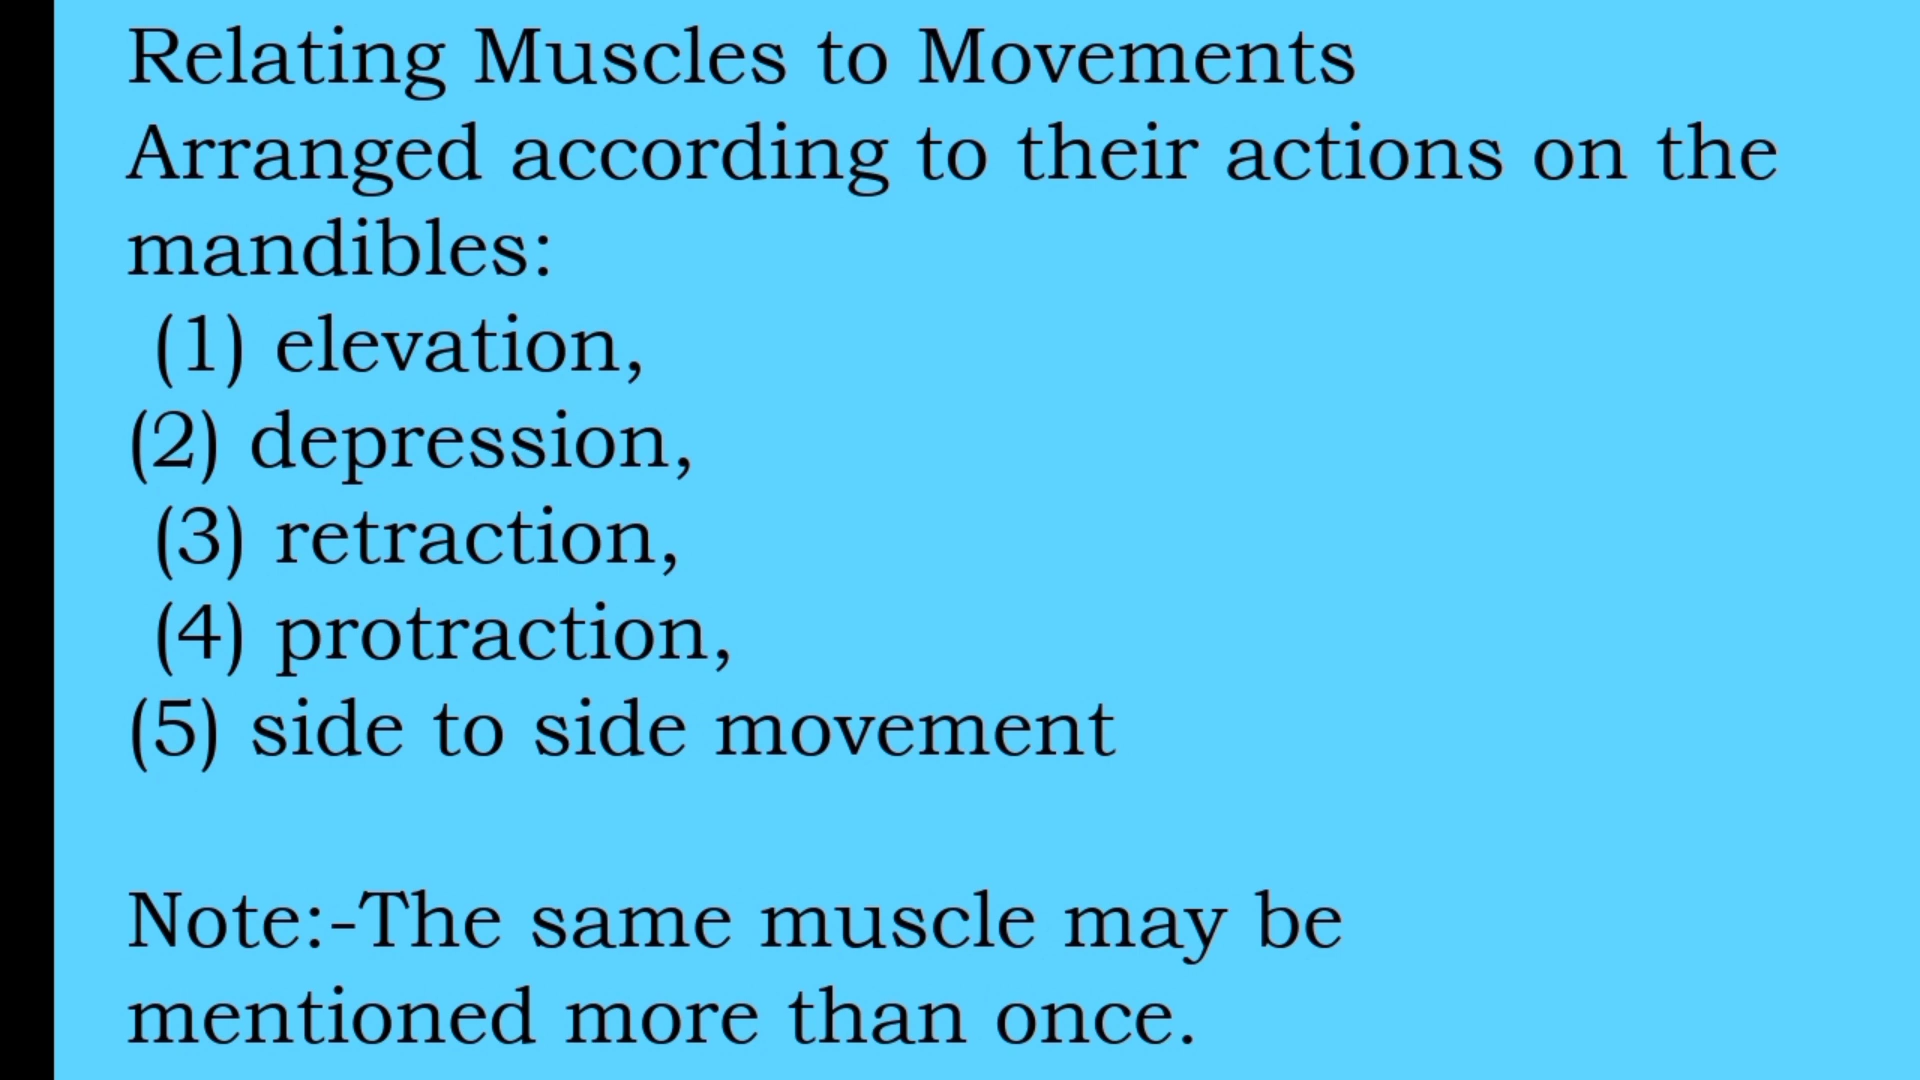 Relating Muscles to Movements
Arranged according to their actions on the
mandibles:
(1) elevation,
(2) depression,
(3) retraction,
(4) protraction,
(5) side to side movement
Note:-The same muscle may be
mentioned more than once.